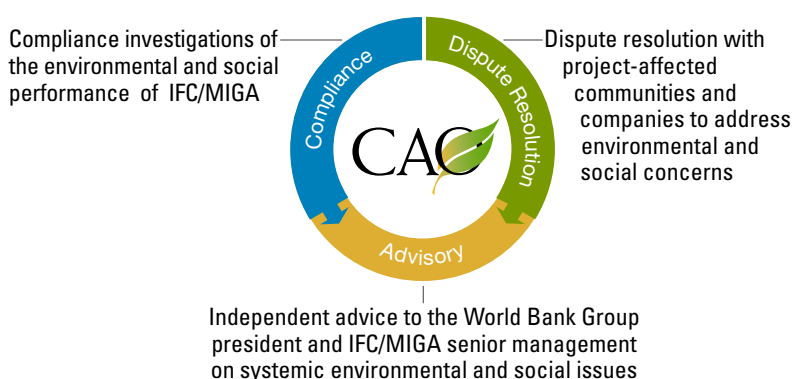 Compliance investigations of
the environmental and social
performance of IFC/MIGA
Compliance
Dispute Resolution
Dispute resolution with
project-affected
communities and
companies to address
environmental and
social concerns
CAO
Advisory
Independent advice to the World Bank Group
president and IFC/MIGA senior management
on systemic environmental and social issues